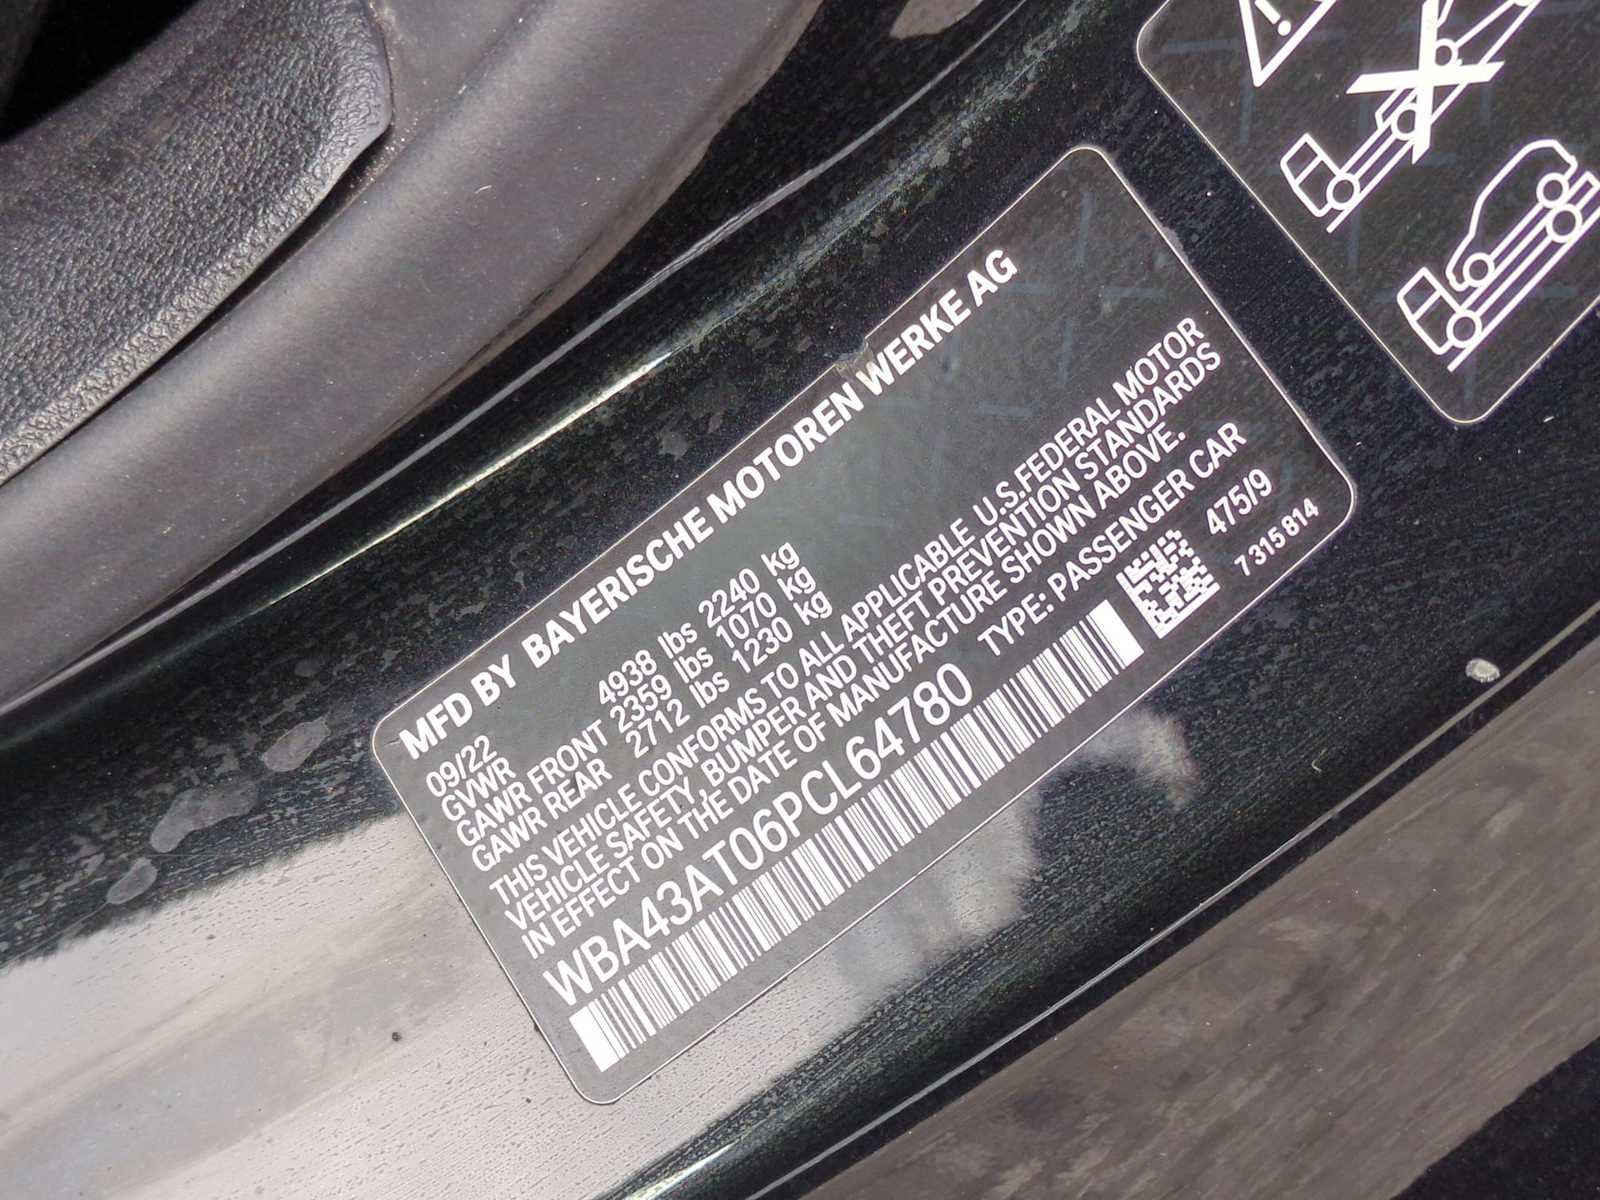 MFD BY BAYERISCHE MOTOREN WERKE AG
09/22
GVWR 4938 lbs 2240 kg
GAWR FRONT 2359 lbs 1070 kg
GAWR REAR 2712 lbs 1230 kg
THIS VEHICLE CONFORMS TO ALL APPLICABLE U.S.FEDERAL MOTOR
VEHICLE SAFETY, BUMPER AND THEFT PREVENTION STANDARDS
IN EFFECT ON THE DATE OF MANUFACTURE SHOWN ABOVE.
WBA43AT06PCL64780 TYPE: PASSENGER CAR
475/9
7 315 814